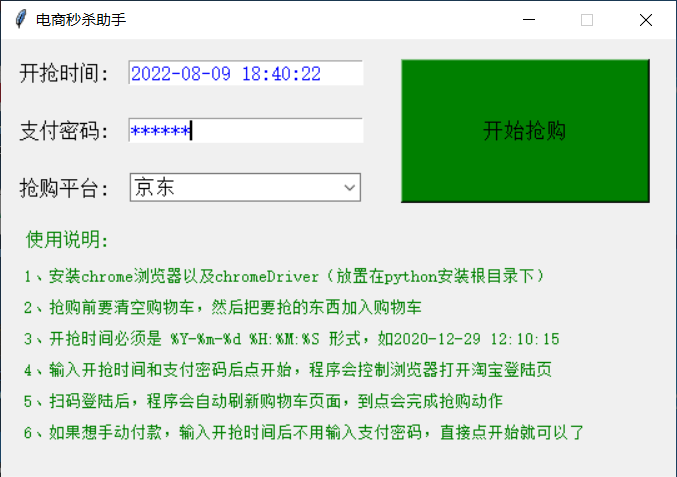 电商秒杀助手
开抢时间: 2022-08-09 18:40:22
支付密码: ******
抢购平台: 京东
开始抢购
使用说明:
1、安装chrome浏览器以及chromeDriver（放置在python安装根目录下）
2、抢购前要清空购物车，然后把要抢的东西加入购物车
3、开抢时间必须是 %Y-%m-%d %H:%M:%S 形式，如2020-12-29 12:10:15
4、输入开抢时间和支付密码后点开始，程序会控制浏览器打开淘宝登陆页
5、扫码登陆后，程序会自动刷新购物车页面，到点会完成抢购动作
6、如果想手动付款，输入开抢时间后不用输入支付密码，直接点开始就可以了